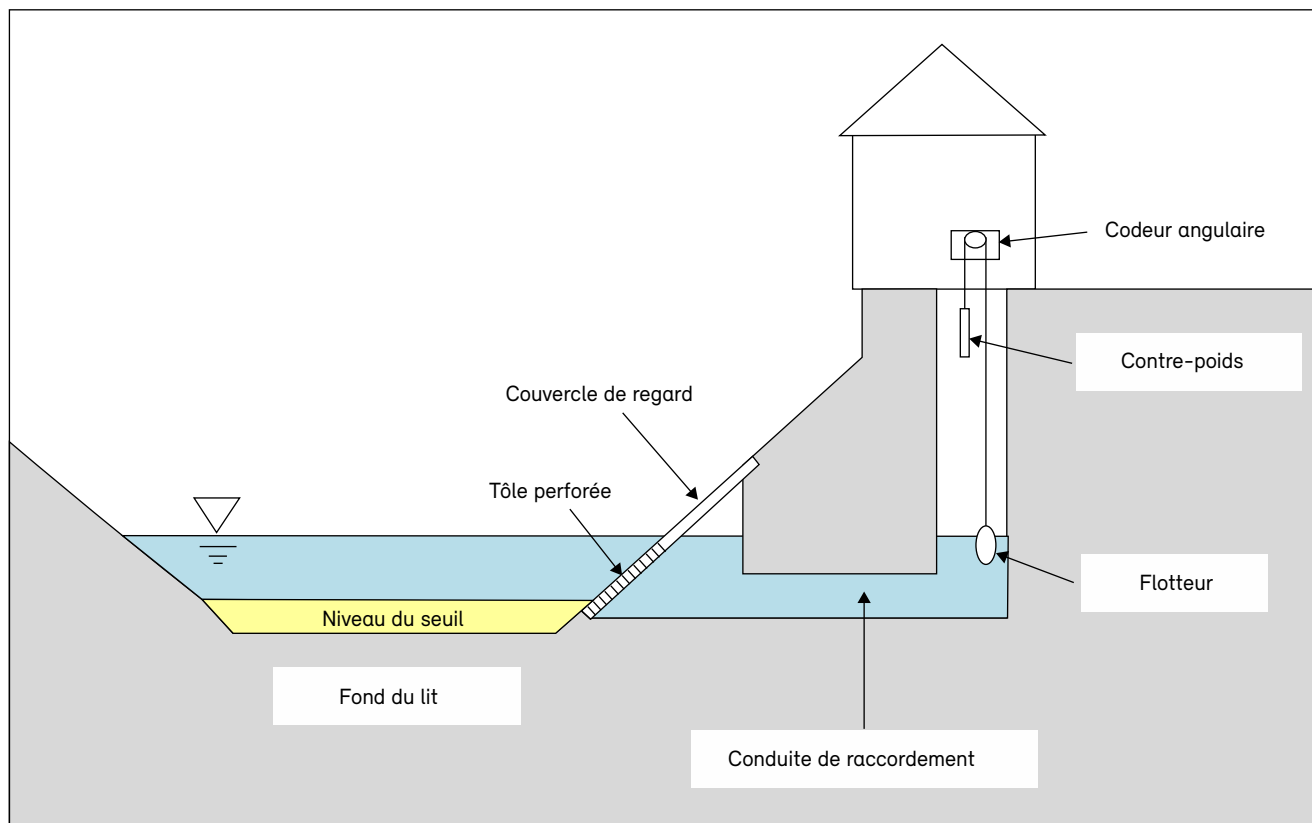 Codeur angulaire
Contre-poids
Couvercle de regard
Tôle perforée
Flotteur
Niveau du seuil
Fond du lit
Conduite de raccordement